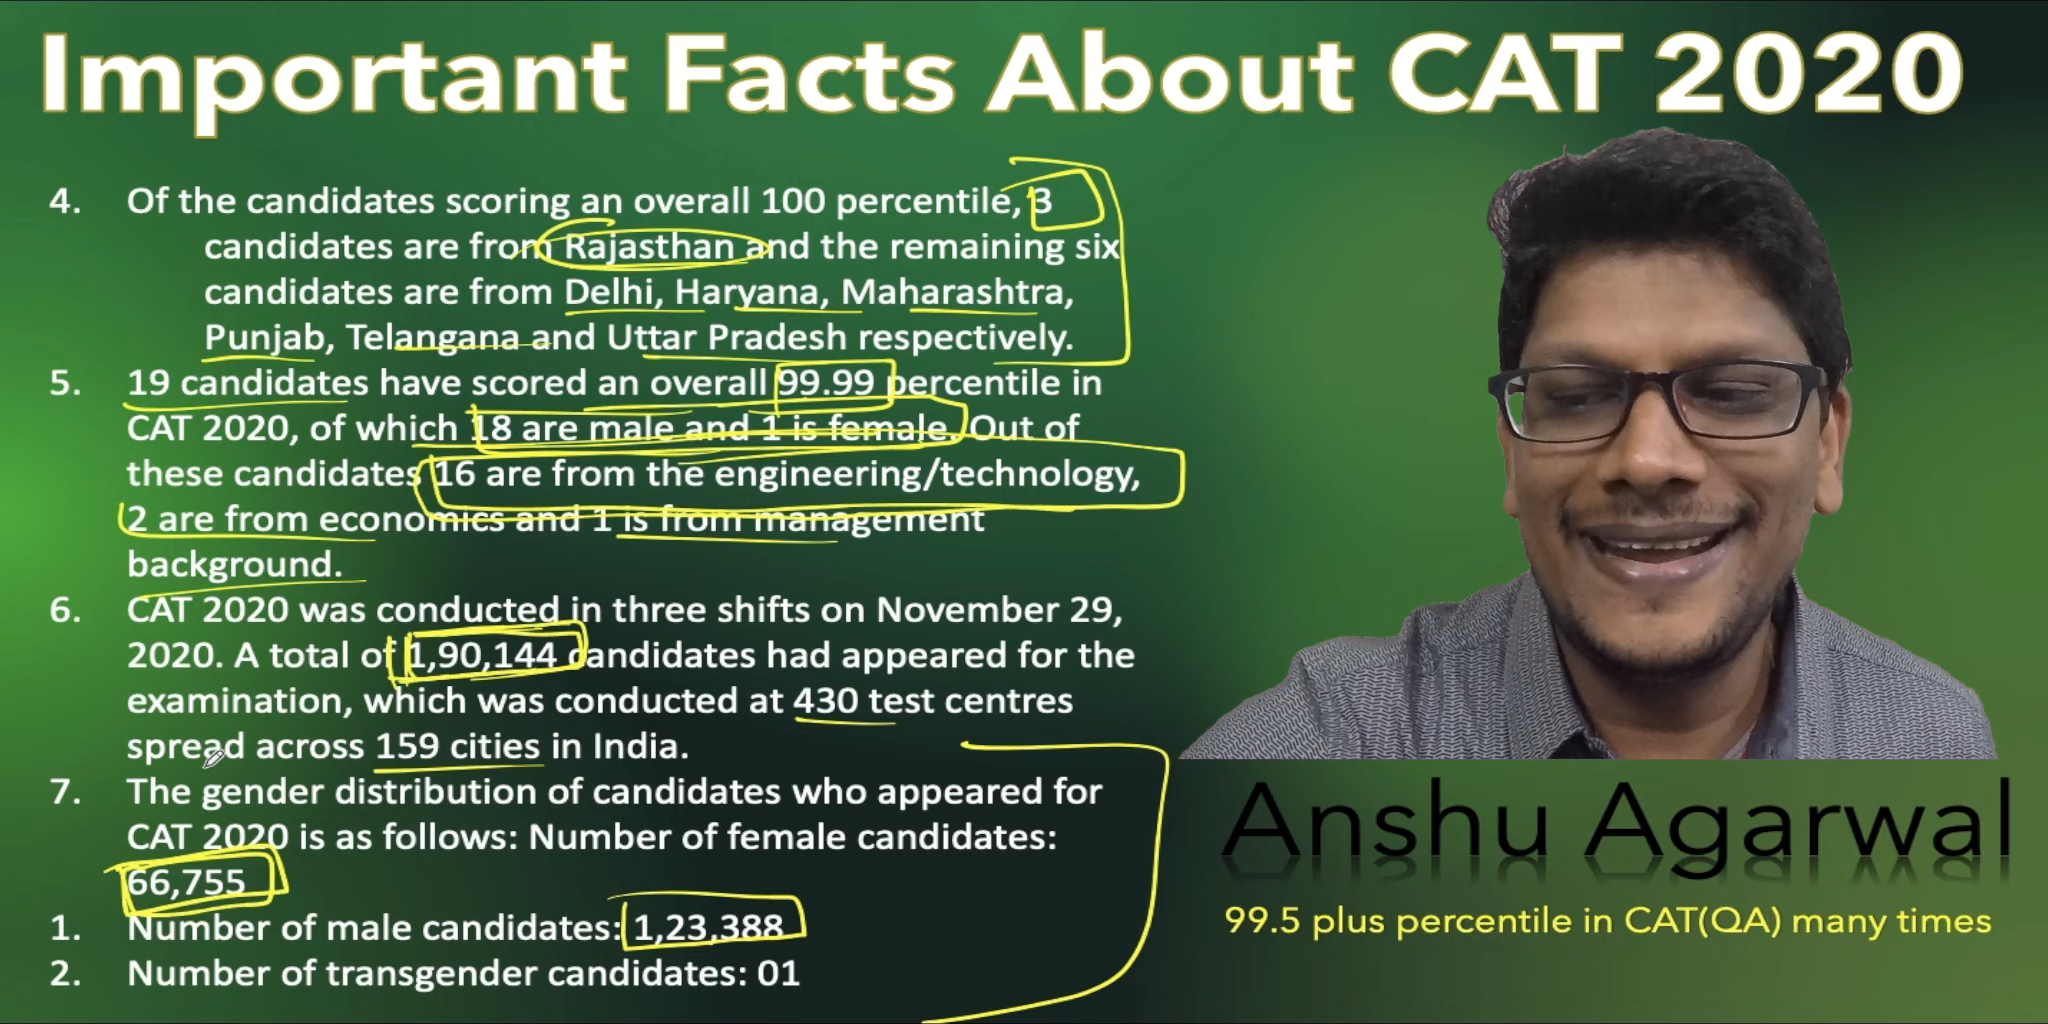 Important Facts About CAT 2020
4. Of the candidates scoring an overall 100 percentile, 3
candidates are from Rajasthan and the remaining six
candidates are from Delhi, Haryana, Maharashtra,
Punjab, Telangana and Uttar Pradesh respectively.
5. 19 candidates have scored an overall 99.99 percentile in
CAT 2020, of which 18 are male and 1 is female. Out of
these candidates 16 are from the engineering/technology,
2 are from economics and 1 is from management
background.
6. CAT 2020 was conducted in three shifts on November 29,
2020. A total of 1,90,144 candidates had appeared for the
examination, which was conducted at 430 test centres
spread across 159 cities in India.
7. The gender distribution of candidates who appeared for
CAT 2020 is as follows: Number of female candidates:
66,755
1. Number of male candidates: 1,23,388
2. Number of transgender candidates: 01
Anshu Agarwal
99.5 plus percentile in CAT(QA) many times